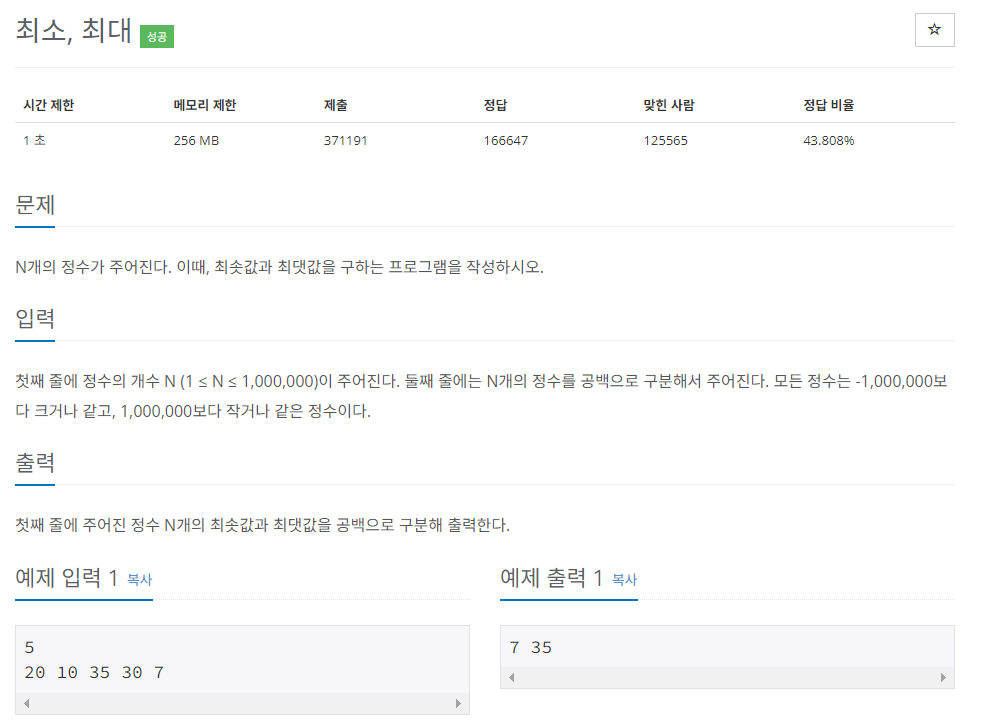 최소, 최대 성공
☆
시간 제한 메모리 제한 제출 정답 맞힌 사람 정답 비율
1 초 256 MB 371191 166647 125565 43.808%
문제
N개의 정수가 주어진다. 이때, 최솟값과 최댓값을 구하는 프로그램을 작성하시오.
입력
첫째 줄에 정수의 개수 N (1 ≤ N ≤ 1,000,000)이 주어진다. 둘째 줄에는 N개의 정수를 공백으로 구분해서 주어진다. 모든 정수는 -1,000,000보
다 크거나 같고, 1,000,000보다 작거나 같은 정수이다.
출력
첫째 줄에 주어진 정수 N개의 최솟값과 최댓값을 공백으로 구분해 출력한다.
예제 입력 1 복사
5
20 10 35 30 7
예제 출력 1 복사
7 35